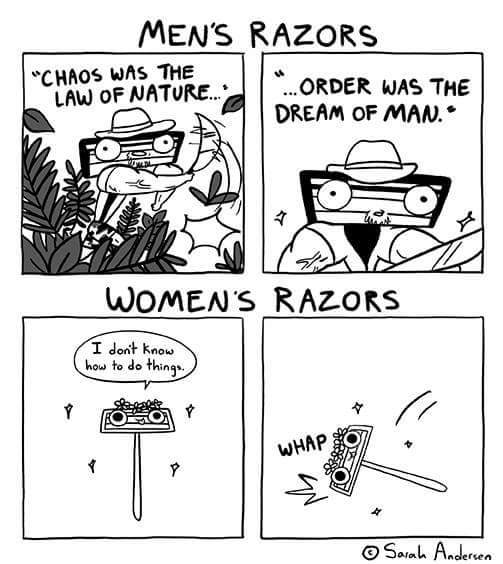 MEN'S RAZORS
"CHAOS WAS THE
LAW OF NATURE..."
"...ORDER WAS THE
DREAM OF MAN."
WOMEN'S RAZORS
I don't know
how to do things.
WHAP
© Sarah Andersen